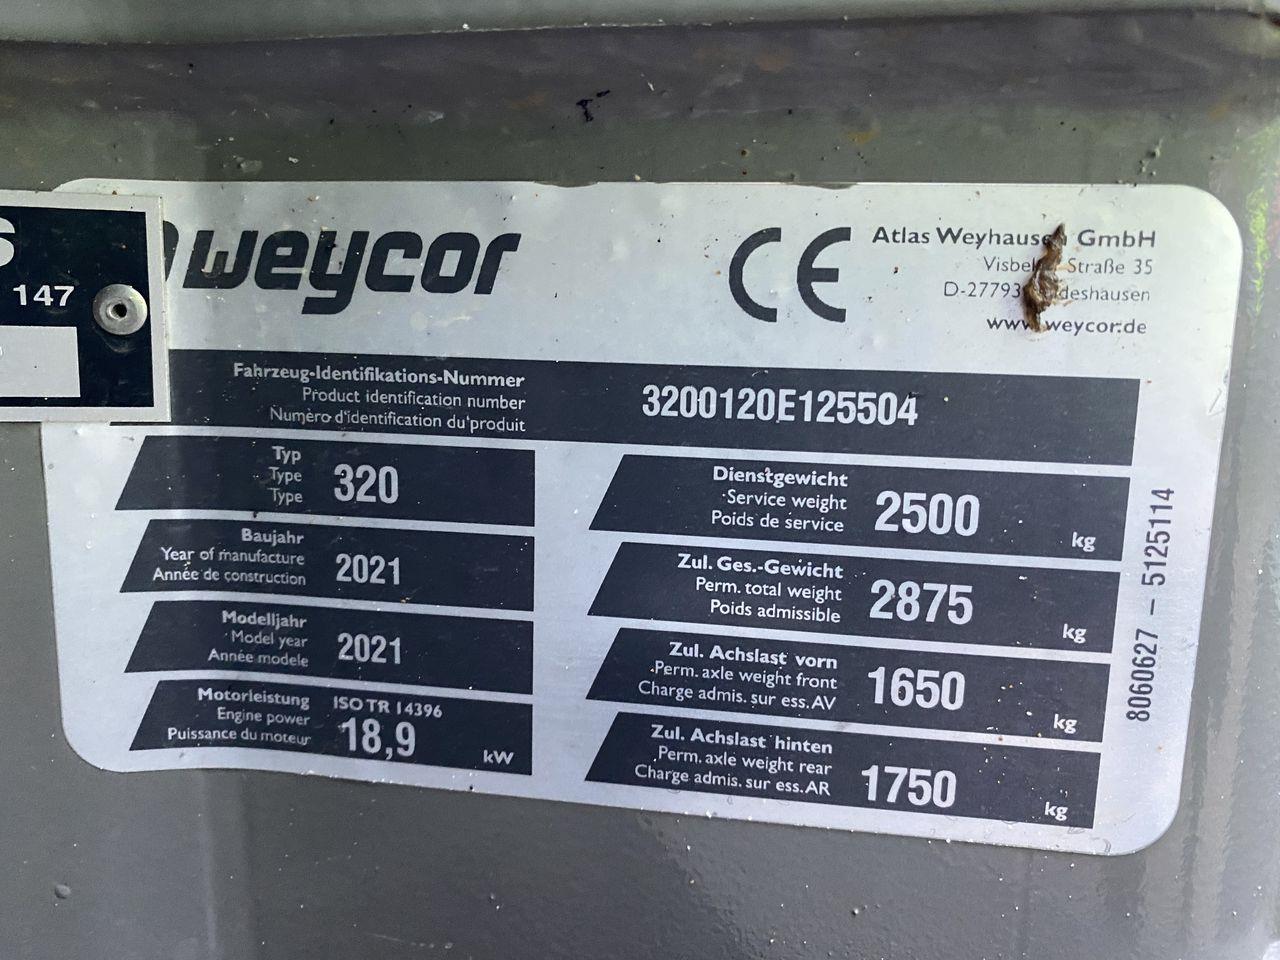 S
147
weycor
CE
Atlas Weyhausen GmbH
Straße 35
D-27793
www.weycor.de
Fahrzeug-Identifikations-Nummer
Product identification number
Numéro d'identification du produit
3200120E125504
Typ
Type
Type
320
Baujahr
Year of manufacture
Année de construction
2021
Modelljahr
Model year
Année modele
2021
Motorleistung
Engine power
Puissance du moteur
ISO TR 14396
18,9
kW
Dienstgewicht
Service weight
Poids de service
2500
kg
Zul. Ges.-Gewicht
Perm. total weight
Poids admissible
2875
kg
Zul. Achslast vorn
Perm. axle weight front
Charge admis. sur ess. AV
1650
kg
Zul. Achslast hinten
Perm. axle weight rear
Charge admis. sur ess. AR
1750
kg
8060627 – 5125114